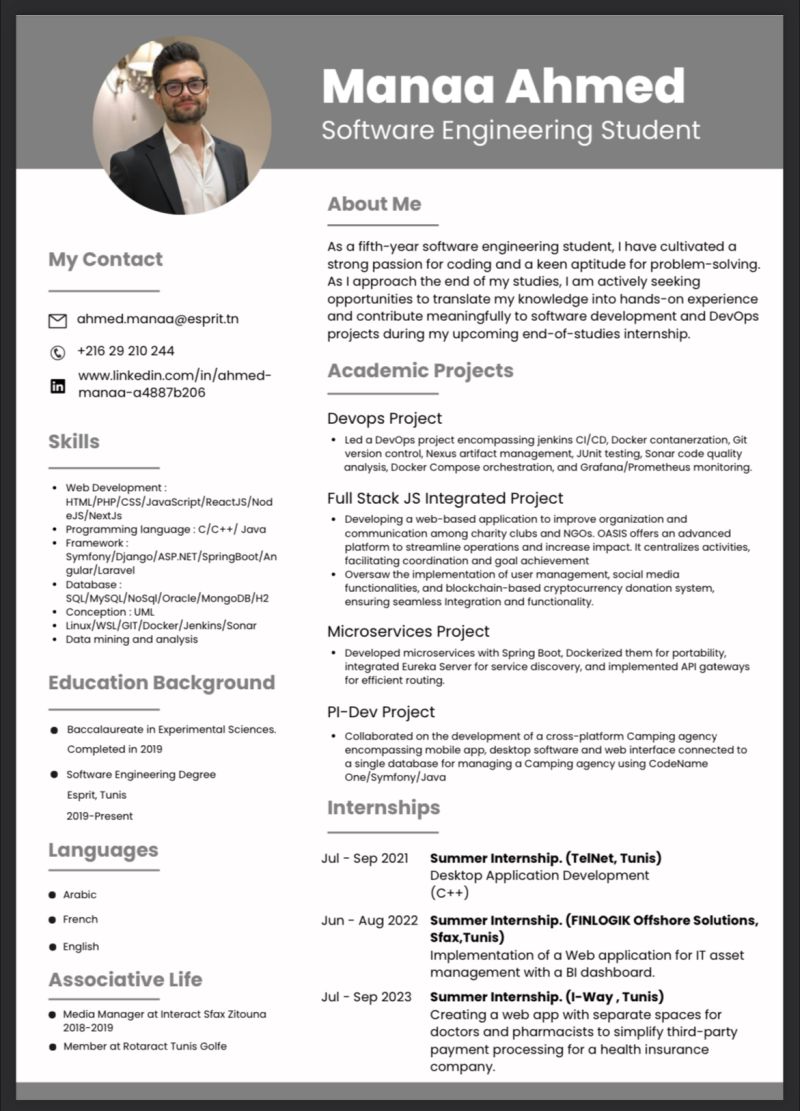 Manaa Ahmed
Software Engineering Student
My Contact
ahmed.manaa@esprit.tn
+216 29 210 244
www.linkedin.com/in/ahmed-
manaa-a4887b206
Skills
• Web Development :
HTML/PHP/CSS/JavaScript/ReactJS/Nod
eJS/NextJs
• Programming language : C/C++/ Java
• Framework :
Symfony/Django/ASP.NET/SpringBoot/An
gular/Laravel
• Database :
SQL/MySQL/NoSql/Oracle/MongoDB/H2
• Conception : UML
• Linux/WSL/GIT/Docker/Jenkins/Sonar
• Data mining and analysis
Education Background
• Baccalaureate in Experimental Sciences.
Completed in 2019
• Software Engineering Degree
Esprit, Tunis
2019-Present
Languages
• Arabic
• French
• English
Associative Life
• Media Manager at Interact Sfax Zitouna
2018-2019
• Member at Rotaract Tunis Golfe
About Me
As a fifth-year software engineering student, I have cultivated a
strong passion for coding and a keen aptitude for problem-solving.
As I approach the end of my studies, I am actively seeking
opportunities to translate my knowledge into hands-on experience
and contribute meaningfully to software development and DevOps
projects during my upcoming end-of-studies internship.
Academic Projects
Devops Project
• Led a DevOps project encompassing jenkins CI/CD, Docker contanerzation, Git
version control, Nexus artifact management, JUnit testing, Sonar code quality
analysis, Docker Compose orchestration, and Grafana/Prometheus monitoring.
Full Stack JS Integrated Project
• Developing a web-based application to improve organization and
communication among charity clubs and NGOs. OASIS offers an advanced
platform to streamline operations and increase impact. It centralizes activities,
facilitating coordination and goal achievement
• Oversaw the implementation of user management, social media
functionalities, and blockchain-based cryptocurrency donation system,
ensuring seamless Integration and functionality.
Microservices Project
• Developed microservices with Spring Boot, Dockerized them for portability,
integrated Eureka Server for service discovery, and implemented API gateways
for efficient routing.
PI-Dev Project
• Collaborated on the development of a cross-platform Camping agency
encompassing mobile app, desktop software and web interface connected to
a single database for managing a Camping agency using CodeName
One/Symfony/Java
Internships
Jul - Sep 2021 Summer Internship. (TelNet, Tunis)
Desktop Application Development
(C++)
Jun - Aug 2022 Summer Internship. (FINLOGIK Offshore Solutions,
Sfax,Tunis)
Implementation of a Web application for IT asset
management with a BI dashboard.
Jul - Sep 2023 Summer Internship. (I-Way , Tunis)
Creating a web app with separate spaces for
doctors and pharmacists to simplify third-party
payment processing for a health insurance
company.